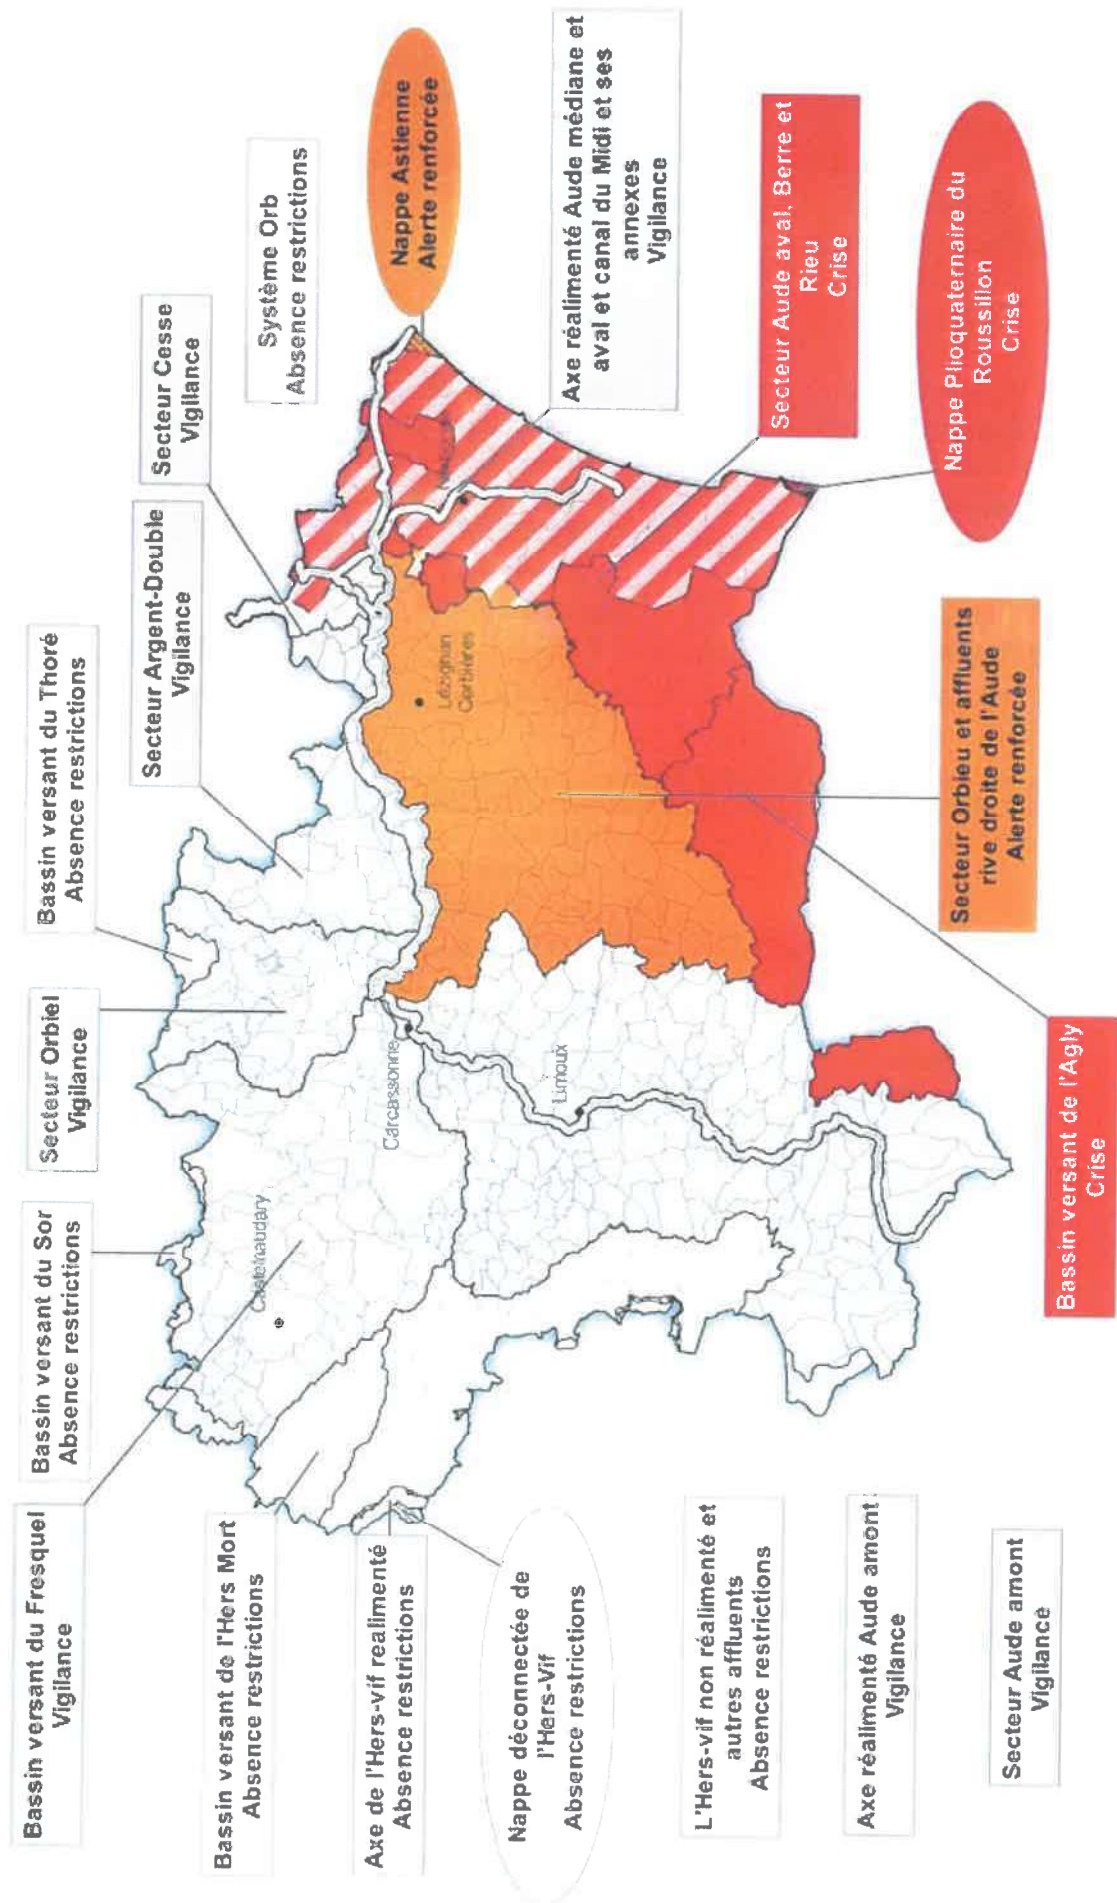 Bassin versant du Fresquel
Vigilance
Bassin versant du Sor
Absence restrictions
Secteur Orbiel
Vigilance
Bassin versant du Thoré
Absence restrictions
Secteur Argent-Double
Vigilance
Secteur Cesse
Vigilance
Système Orb
Absence restrictions
Nappe Astienne
Alerte renforcée
Axe réalimenté Aude médiane et
aval et canal du Midi et ses
annexes
Vigilance
Secteur Aude aval, Berre et
Rieu
Crise
Nappe Plioquaternaire du
Roussillon
Crise
Secteur Orbieu et affluents
rive droite de l'Aude
Alerte renforcée
Bassin versant de l'Agly
Crise
Bassin versant de l'Hers Mort
Absence restrictions
Axe de l'Hers-vif realimenté
Absence restrictions
Nappe déconnectée de
l'Hers-Vif
Absence restrictions
L'Hers-vif non réalimenté et
autres affluents
Absence restrictions
Axe réalimenté Aude amont
Vigilance
Secteur Aude amont
Vigilance
Castelnaudary
Carcassonne
Limoux
Lézignan
Corbières